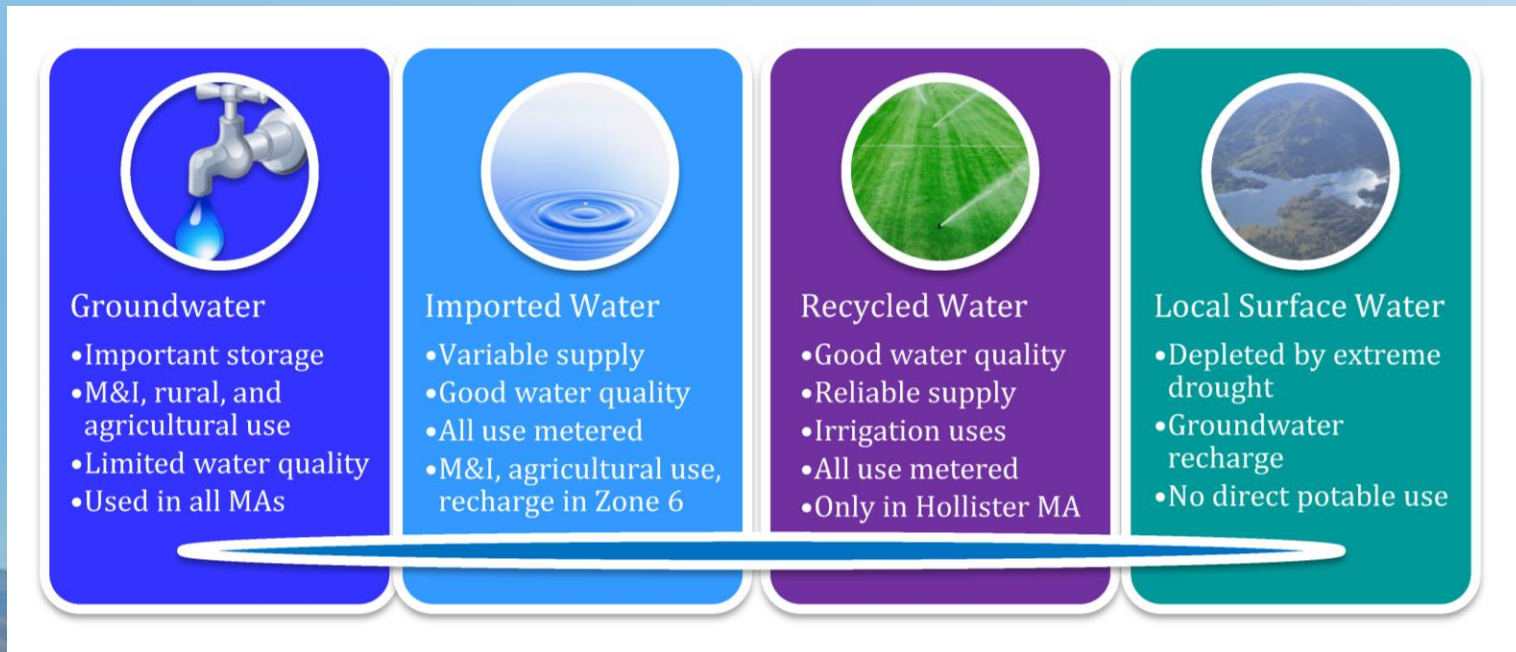 Groundwater
•Important storage
•M&I, rural, and
agricultural use
•Limited water quality
•Used in all MAs
Imported Water
•Variable supply
•Good water quality
•All use metered
•M&I, agricultural use,
recharge in Zone 6
Recycled Water
•Good water quality
•Reliable supply
•Irrigation uses
•All use metered
•Only in Hollister MA
Local Surface Water
•Depleted by extreme
drought
•Groundwater
recharge
•No direct potable use